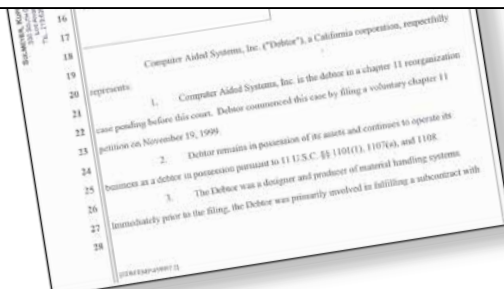 16
17
18 Computer Aided Systems, Inc. ("Debtor"), a California corporation, respectfully
19 represents:
20 1. Computer Aided Systems, Inc. is the debtor in a chapter 11 reorganization
21 case pending before this court. Debtor commenced this case by filing a voluntary chapter 11
22 petition on November 19, 1999.
23 2. Debtor remains in possession of its assets and continues to operate its
24 business as a debtor in possession pursuant to 11 U.S.C. §§ 1101(1), 1107(a), and 1108.
25 3. The Debtor was a designer and producer of material handling systems
26 Immediately prior to the filing, the Debtor was primarily involved in fulfilling a subcontract with
27
28